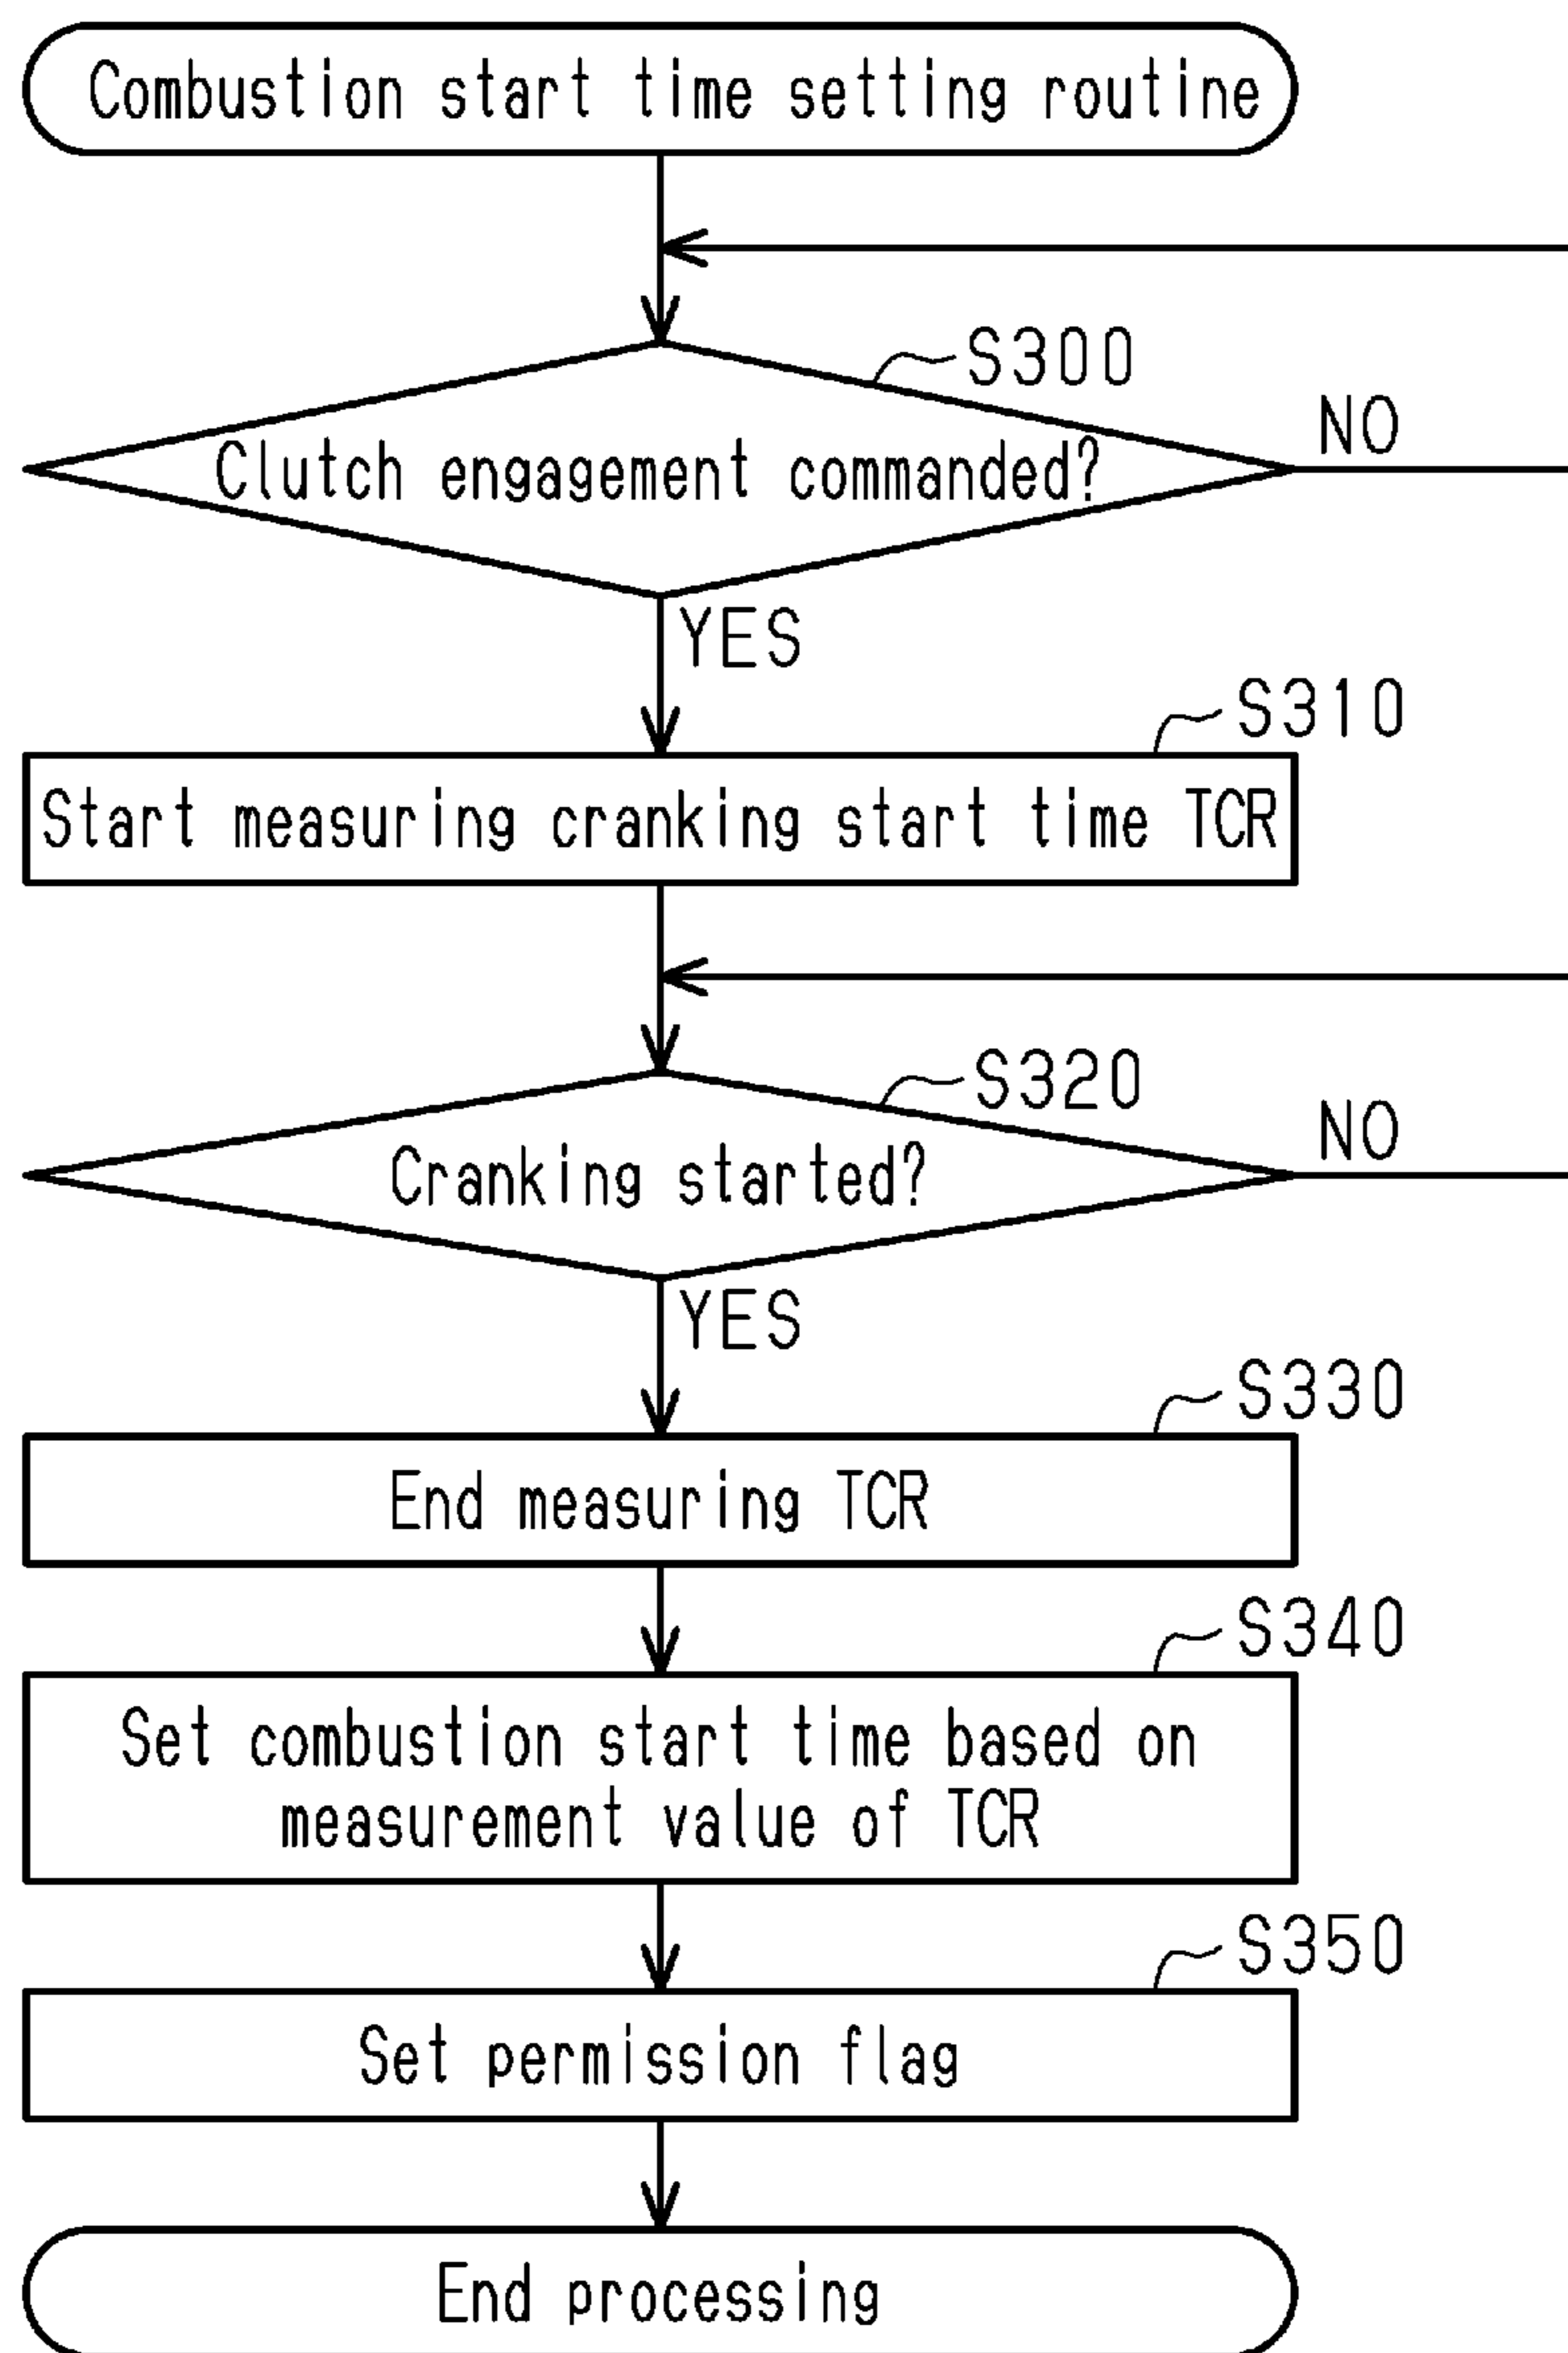 Combustion start time setting routine
S300
Clutch engagement commanded?
NO
YES
S310
Start measuring cranking start time TCR
S320
Cranking started?
NO
YES
S330
End measuring TCR
S340
Set combustion start time based on
measurement value of TCR
S350
Set permission flag
End processing